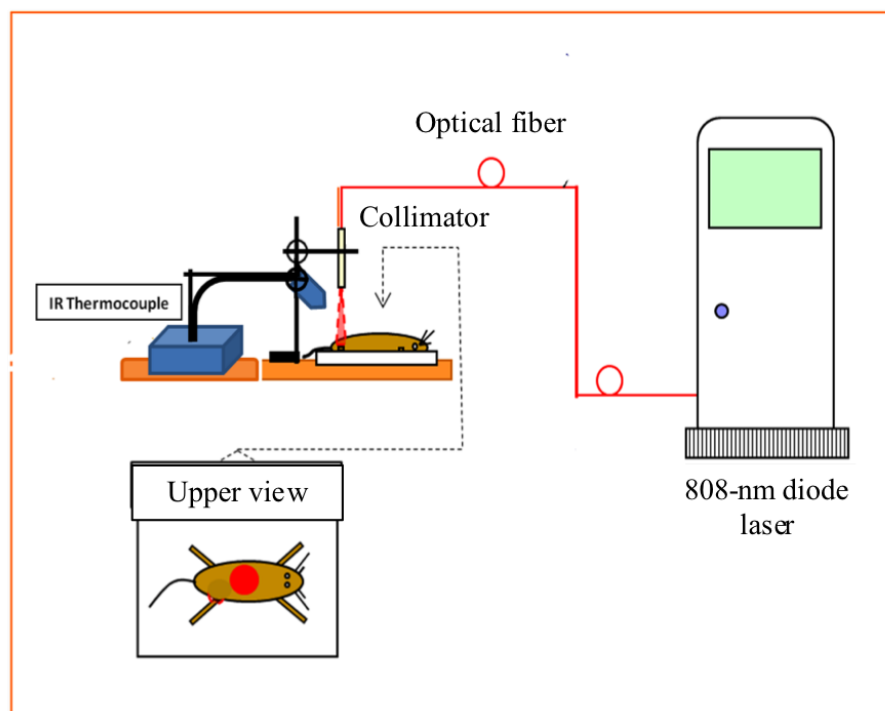 Optical fiber
Collimator
IR Thermocouple
Upper view
808-nm diode
laser